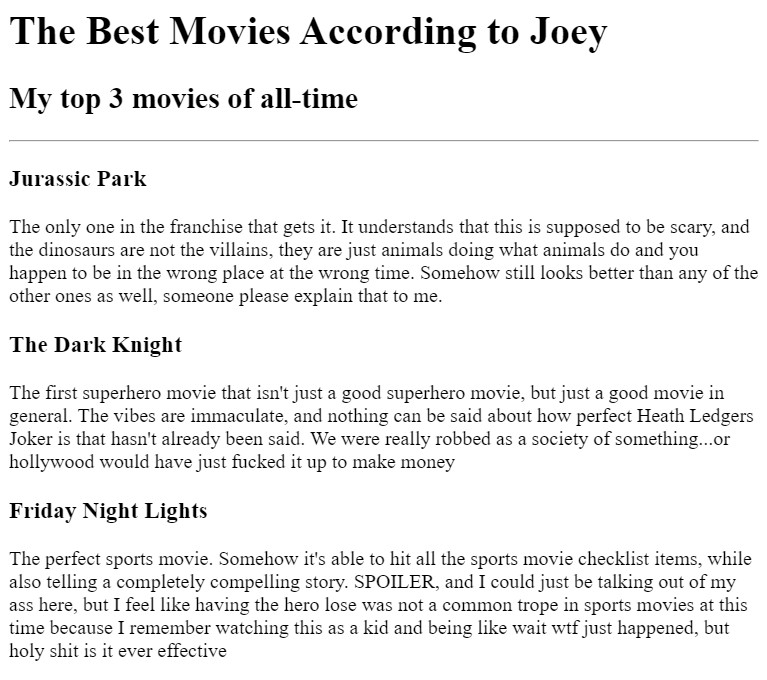 The Best Movies According to Joey
My top 3 movies of all-time
Jurassic Park
The only one in the franchise that gets it. It understands that this is supposed to be scary, and
the dinosaurs are not the villains, they are just animals doing what animals do and you
happen to be in the wrong place at the wrong time. Somehow still looks better than any of the
other ones as well, someone please explain that to me.
The Dark Knight
The first superhero movie that isn't just a good superhero movie, but just a good movie in
general. The vibes are immaculate, and nothing can be said about how perfect Heath Ledgers
Joker is that hasn't already been said. We were really robbed as a society of something...or
hollywood would have just fucked it up to make money
Friday Night Lights
The perfect sports movie. Somehow it's able to hit all the sports movie checklist items, while
also telling a completely compelling story. SPOILER, and I could just be talking out of my
ass here, but I feel like having the hero lose was not a common trope in sports movies at this
time because I remember watching this as a kid and being like wait wtf just happened, but
holy shit is it ever effective